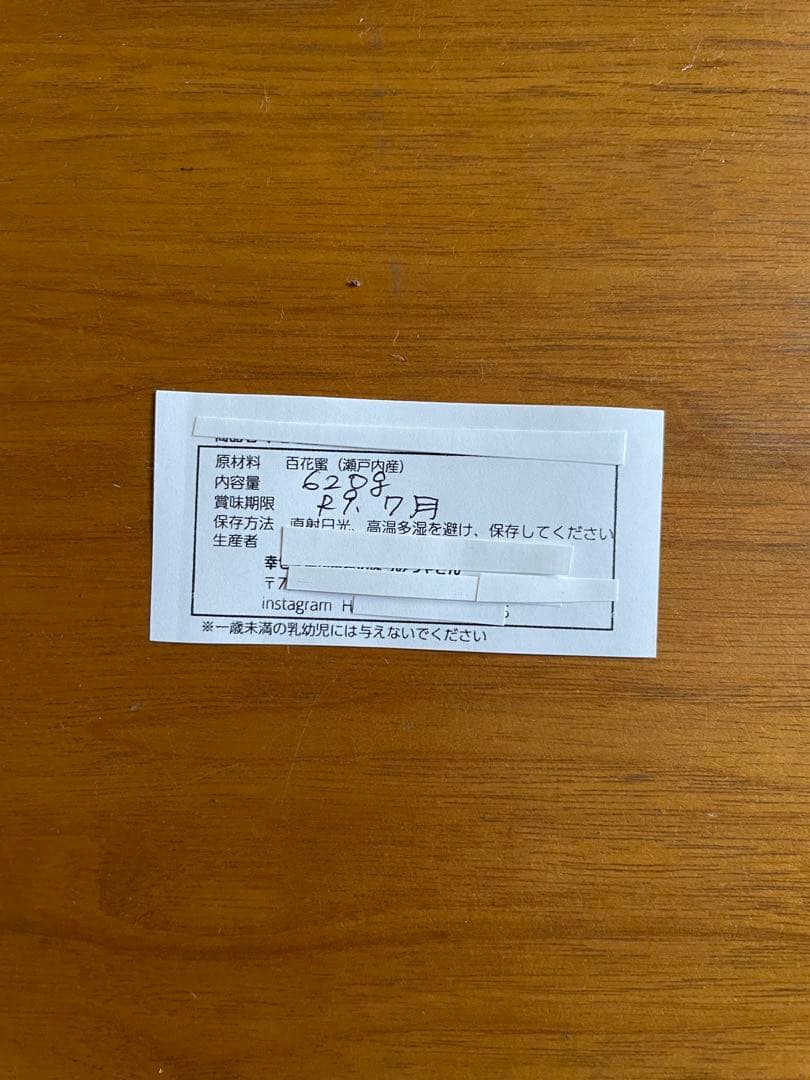 原材料 百花蜜（瀬戸内産）
内容量 620g
賞味期限 R9. 7月
保存方法 直射日光、高温多湿を避け、保存してください
生産者
幸
〒7
instagram H
※一歳未満の乳幼児には与えないでください